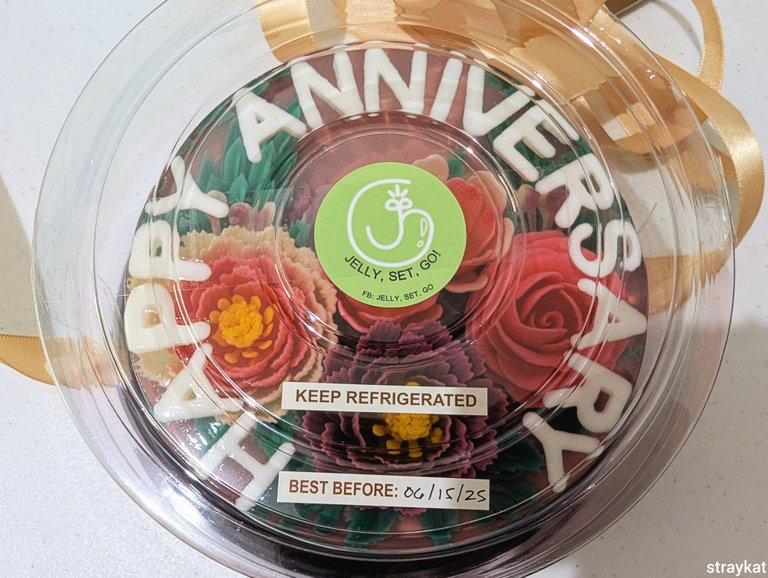 HAPPY ANNIVERSARY
JELLY, SET, GO!
FB: JELLY, SET, GO
KEEP REFRIGERATED
BEST BEFORE: 06/15/25
straykat